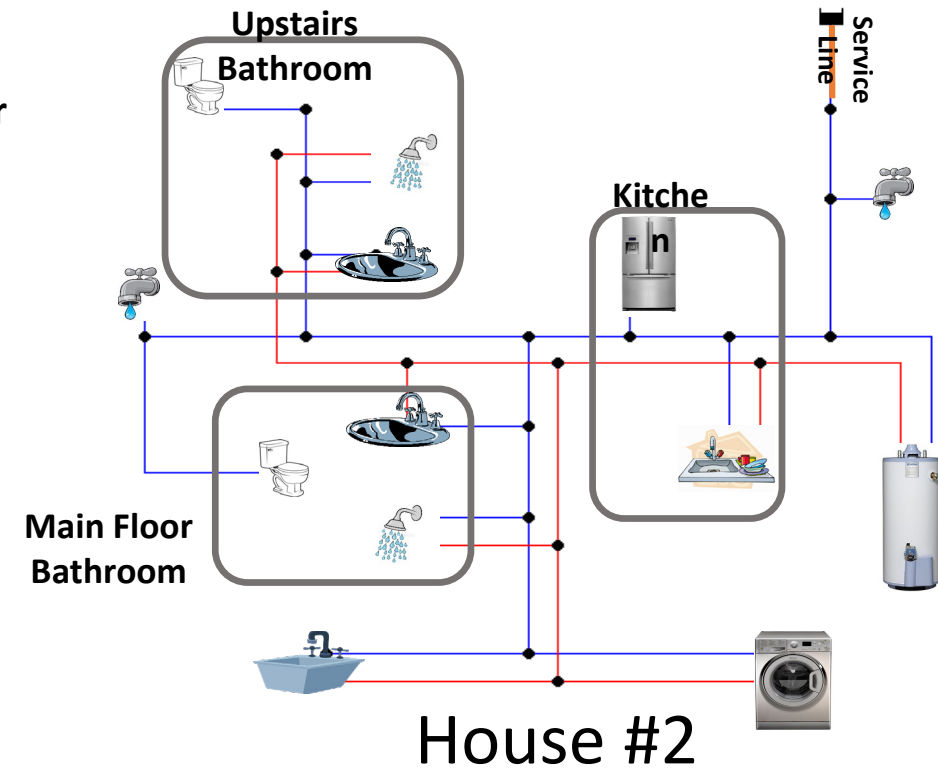 Upstairs
Bathroom
Service
Line
r
Kitche
n
Main Floor
Bathroom
House #2